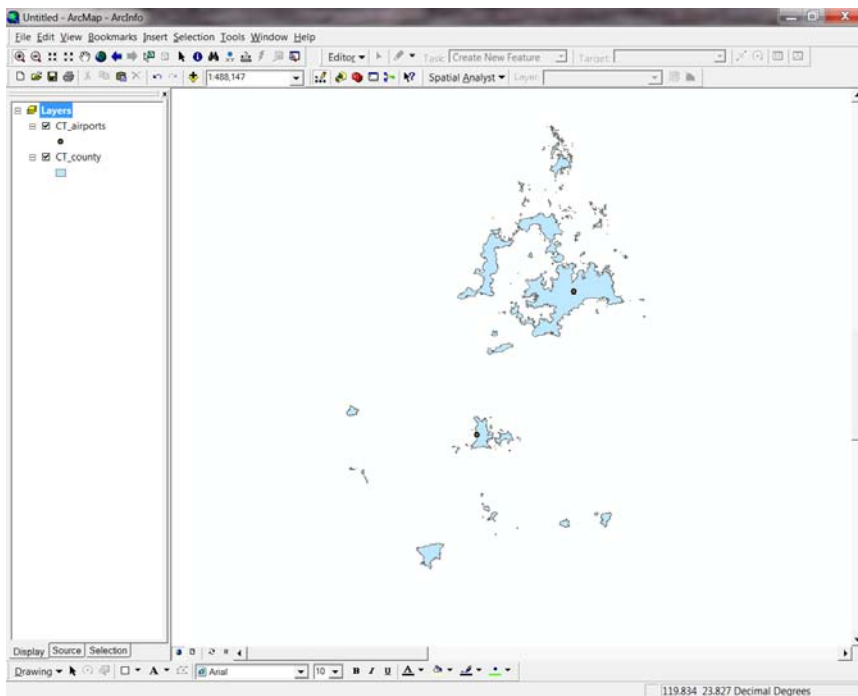 Untitled - ArcMap - ArcInfo
File Edit View Bookmarks Insert Selection Tools Window Help
Editor Task: Create New Feature Target:
1:488,147 Spatial Analyst Layer:
Layers
CT_airports
CT_county
Display Source Selection
Drawing A Arial 10 B I U A
119.834 23.827 Decimal Degrees